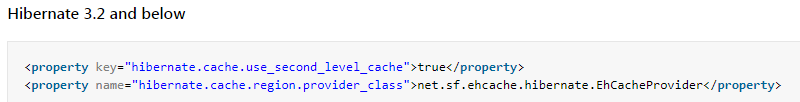 Hibernate 3.2 and below
<property key="hibernate.cache.use_second_level_cache">true</property>
<property name="hibernate.cache.region.provider_class">net.sf.ehcache.hibernate.EhCacheProvider</property>